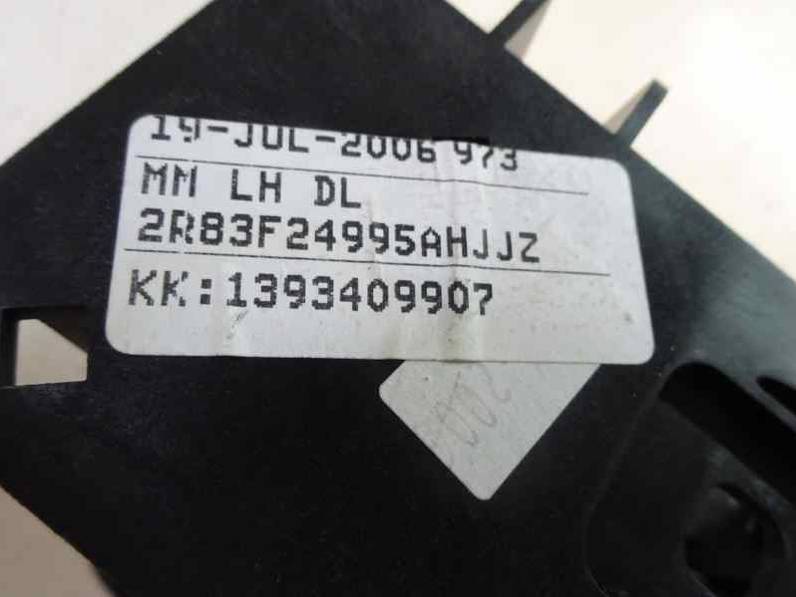 19-JUL-2006 973
MM LH DL
2R83F24995AHJJZ
KK:1393409907